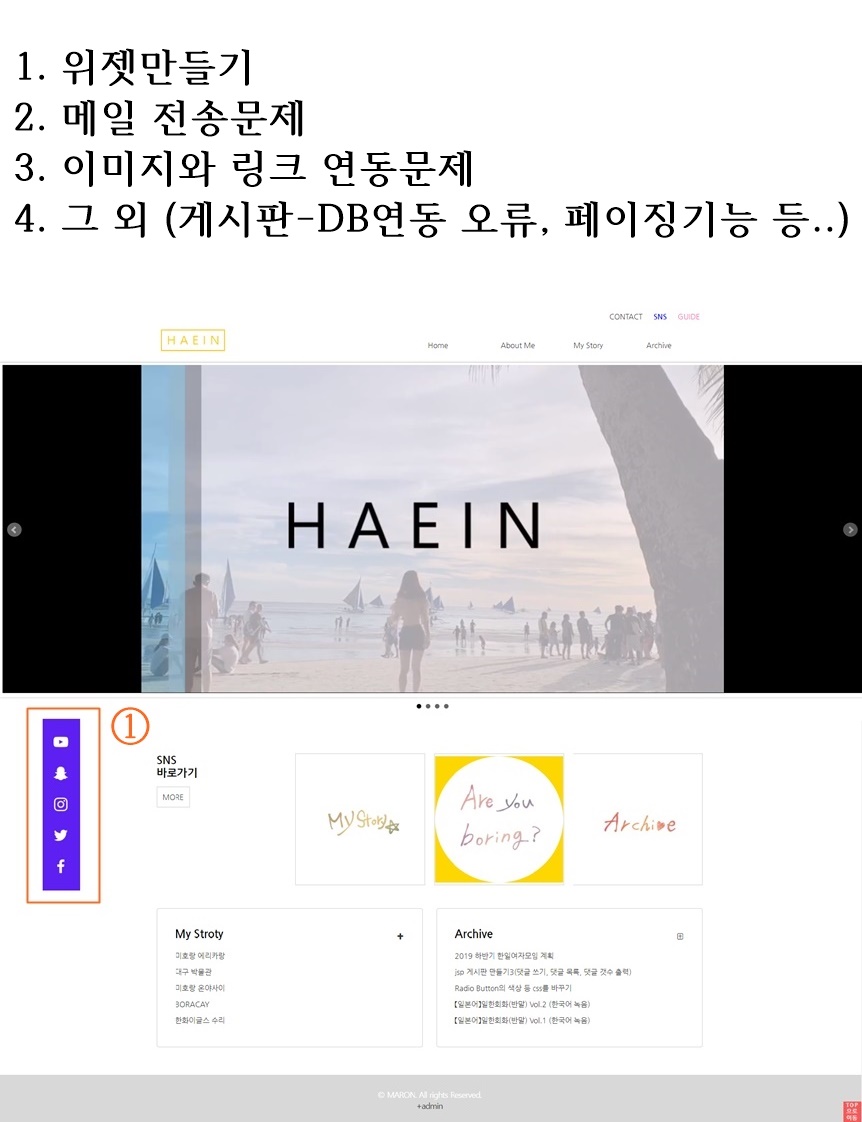 1. 위젯만들기
2. 메일 전송문제
3. 이미지와 링크 연동문제
4. 그 외 (게시판-DB연동 오류, 페이징기능 등..)
CONTACT SNS GUIDE
HAEIN
Home About Me My Story Archive
HAEIN
①
SNS
바로가기
MORE
My Story
Are you
boring?
Archive
My Stroty +
미호랑 에리카랑
대구 박물관
미호랑 온야사이
BORACAY
한화이글스 수리
Archive
2019 하반기 한일여자모임 계획
jsp 게시판 만들기3(댓글 쓰기, 댓글 목록, 댓글 갯수 출력)
Radio Button의 색상 등 css를 바꾸기
【일본어】일한회화(반말) Vol.2 (한국어 녹음)
【일본어】일한회화(반말) Vol.1 (한국어 녹음)
© MARON. All rights Reserved.
+admin
TOP
으로
이동